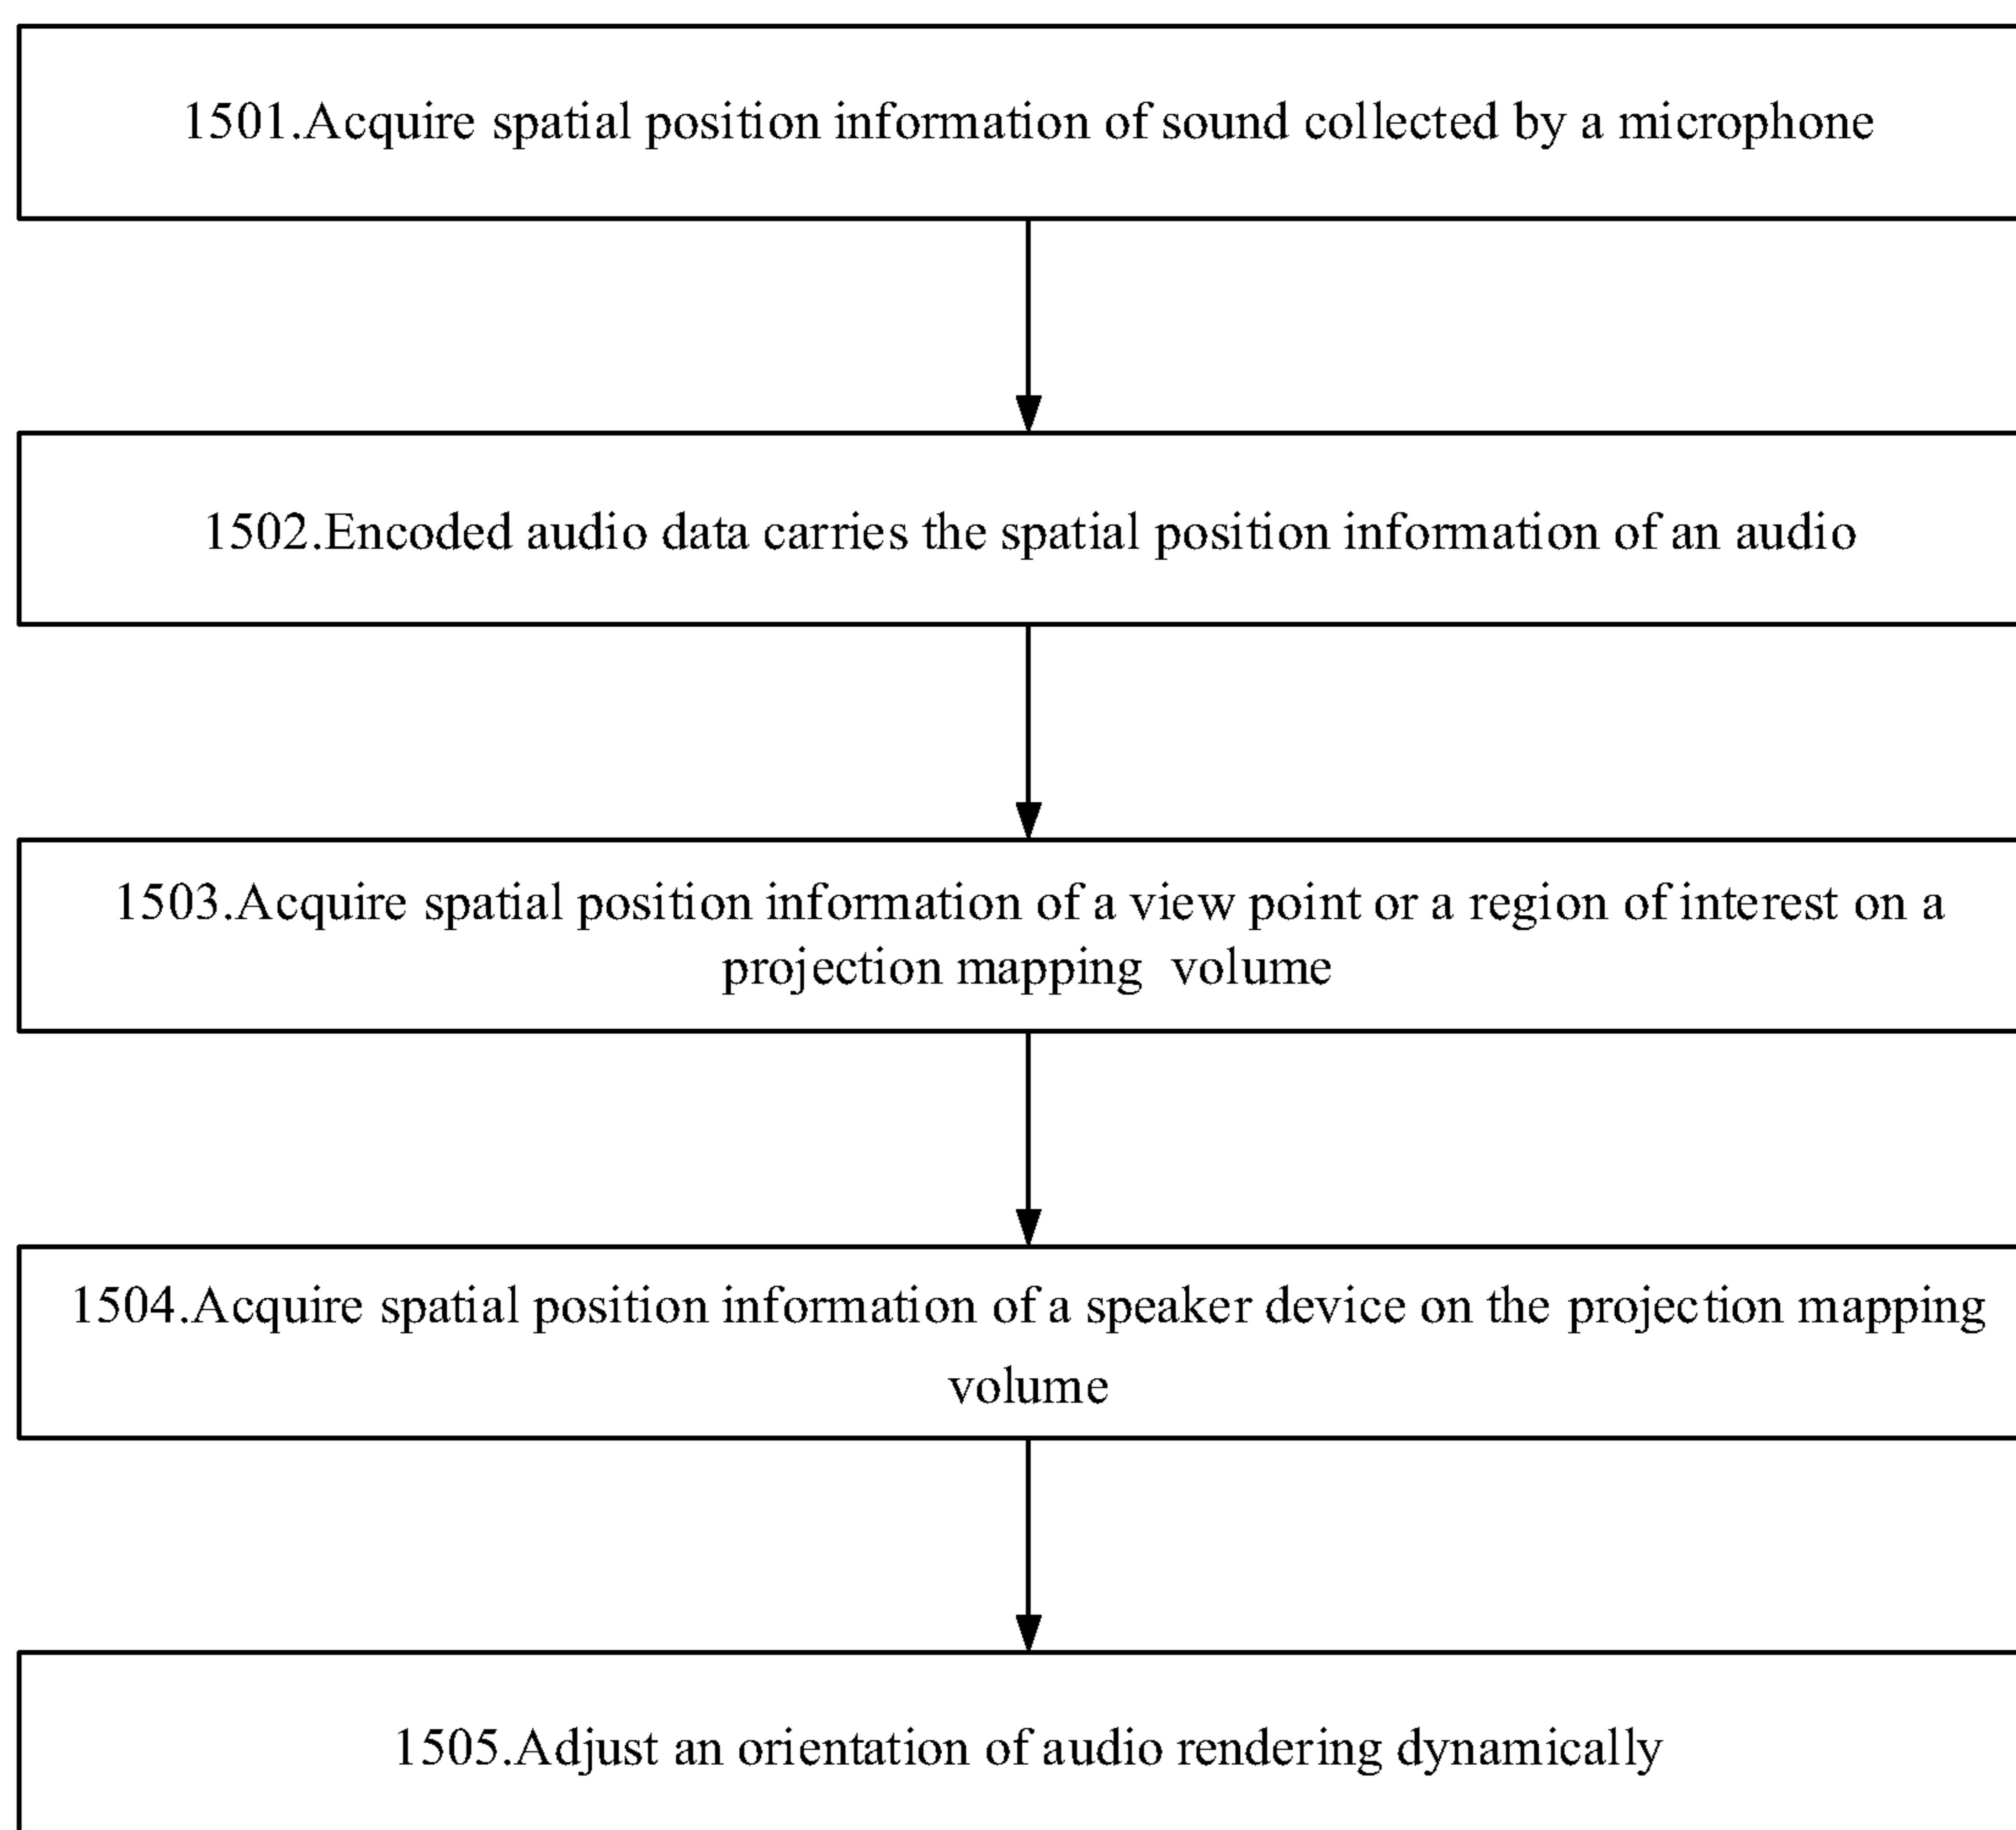 1501.Acquire spatial position information of sound collected by a microphone
1502.Encoded audio data carries the spatial position information of an audio
1503.Acquire spatial position information of a view point or a region of interest on a
projection mapping volume
1504.Acquire spatial position information of a speaker device on the projection mapping
volume
1505.Adjust an orientation of audio rendering dynamically